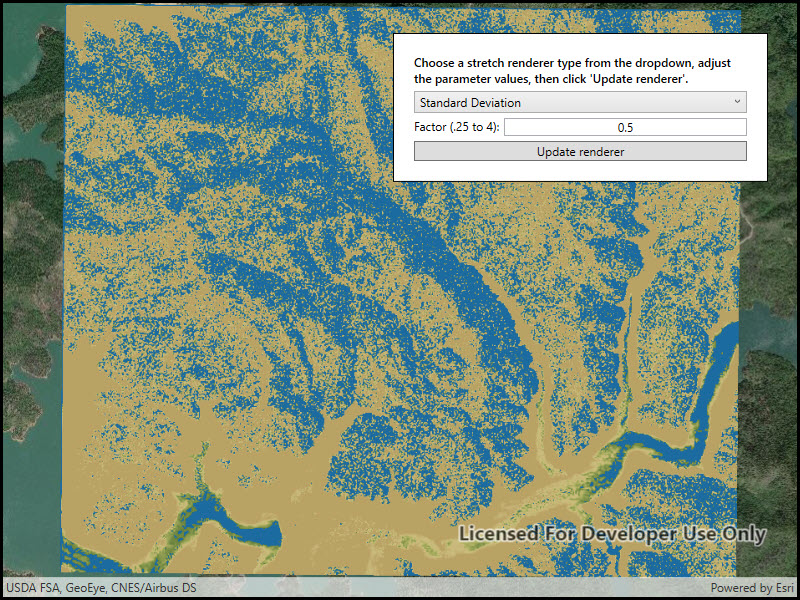 Choose a stretch renderer type from the dropdown, adjust
the parameter values, then click 'Update renderer'.
Standard Deviation
Factor (.25 to 4):
0.5
Update renderer
Licensed For Developer Use Only
USDA FSA, GeoEye, CNES/Airbus DS
Powered by Esri